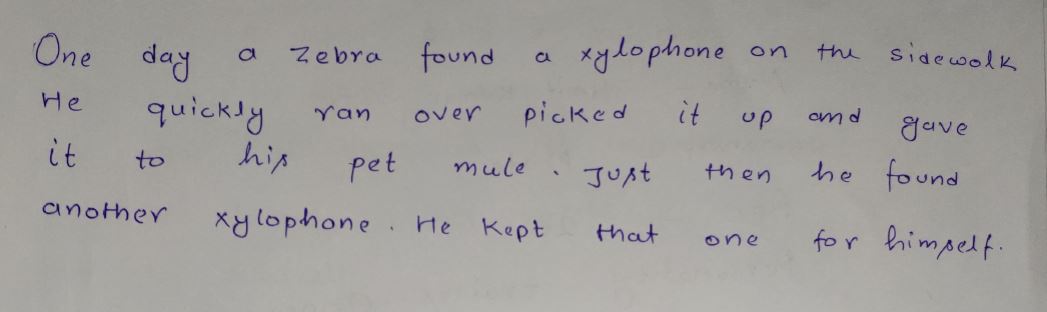 One day a zebra found a xylophone on the sidewalk
He quickly ran over picked it up and gave
it to his pet mule. Just then he found
another xylophone. He kept that one for himself.